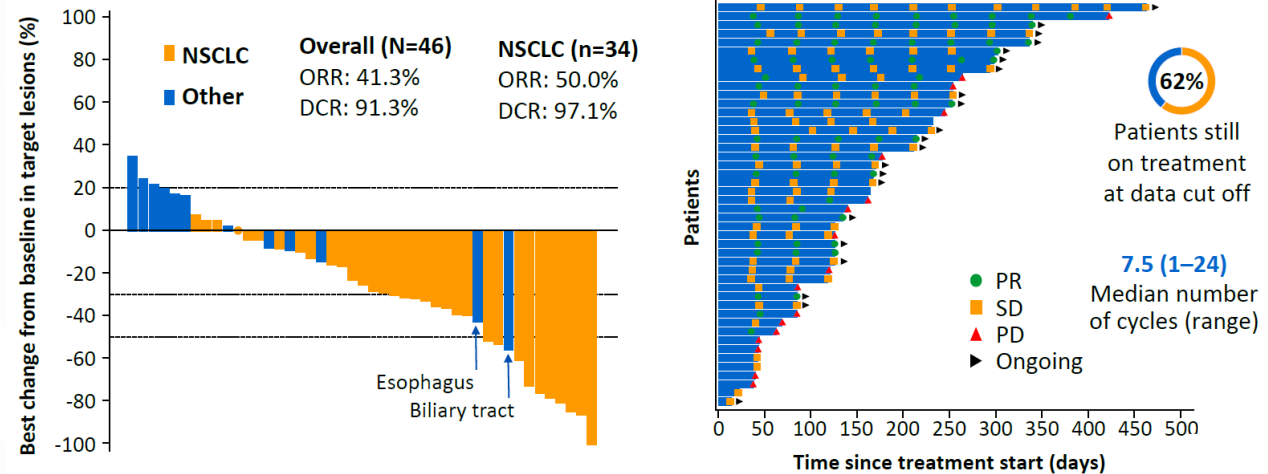 Best change from baseline in target lesions (%)
100
80
60
40
20
0
-20
-40
-60
-80
-100
NSCLC
Other
Overall (N=46)
ORR: 41.3%
DCR: 91.3%
NSCLC (n=34)
ORR: 50.0%
DCR: 97.1%
Esophagus
Biliary tract
Patients
62%
Patients still
on treatment
at data cut off
7.5 (1–24)
Median number
of cycles (range)
PR
SD
PD
Ongoing
0 50 100 150 200 250 300 350 400 450 500
Time since treatment start (days)